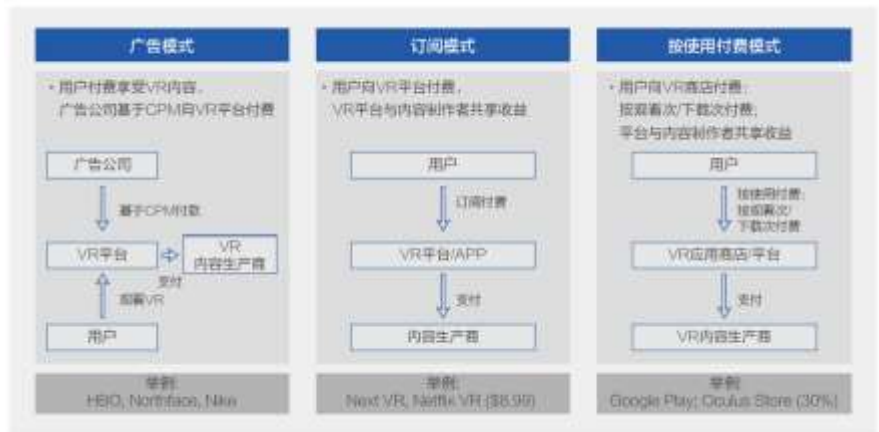 广告模式
• 用户付费享受VR内容,
广告公司基于CPM向VR平台付费
广告公司
基于CPM付款
VR平台
VR
内容生产商
支付
观看VR
用户
举例:
HBO, Northface, Nike
订阅模式
• 用户向VR平台付费,
VR平台与内容制作者共享收益
用户
订阅付费
VR平台/APP
支付
内容生产商
举例:
Next VR, Netflix VR ($8.99)
按使用付费模式
• 用户向VR商店付费;
按观看次/下载次付费;
平台与内容制作者共享收益
用户
按使用付费;
按观看次/
下载次付费
VR应用商店/平台
支付
VR内容生产商
举例:
Google Play; Oculus Store (30%)